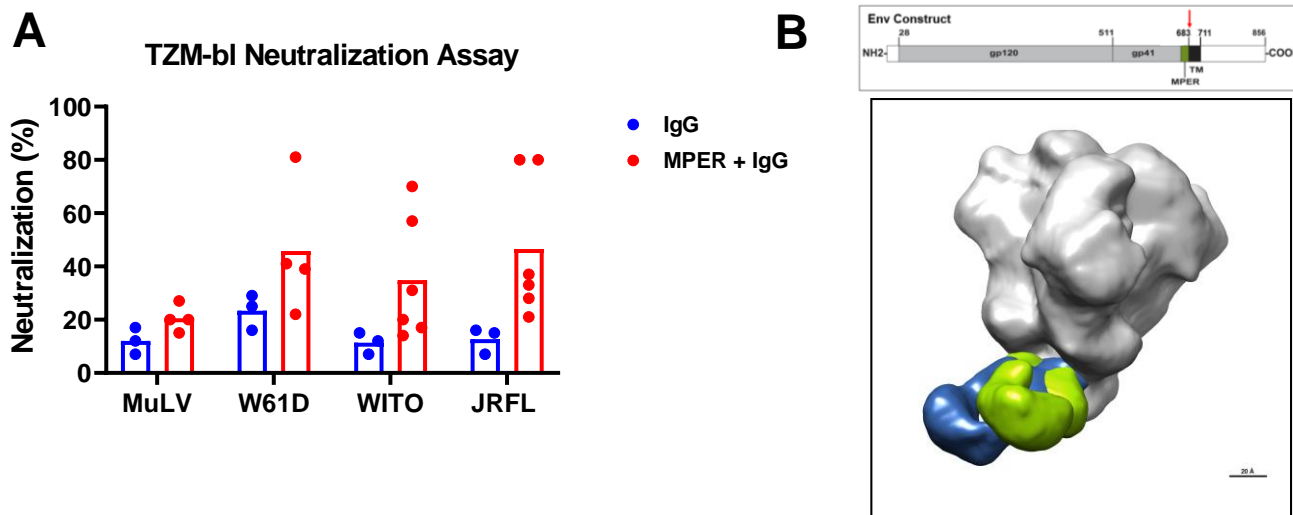 A
TZM-bl Neutralization Assay
Neutralization (%)
100
80
60
40
20
0
MuLV W61D WITO JRFL
IgG
MPER + IgG
B
Env Construct
28 511 683 711 856
NH2- gp120 gp41 -COO
TM
MPER
20 Å